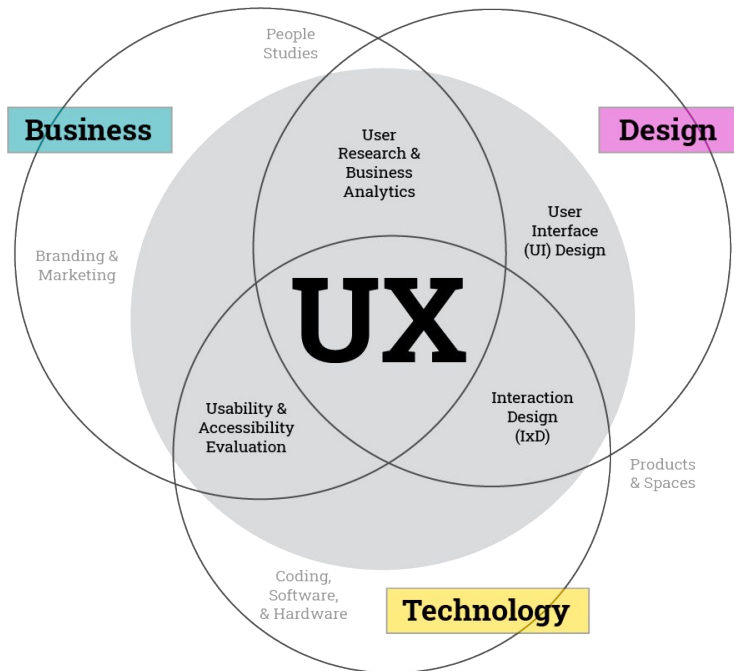 People
Studies
Business
Design
User
Research &
Business
Analytics
User
Interface
(UI) Design
Branding &
Marketing
UX
Usability &
Accessibility
Evaluation
Interaction
Design
(IxD)
Products
& Spaces
Coding,
Software,
& Hardware
Technology